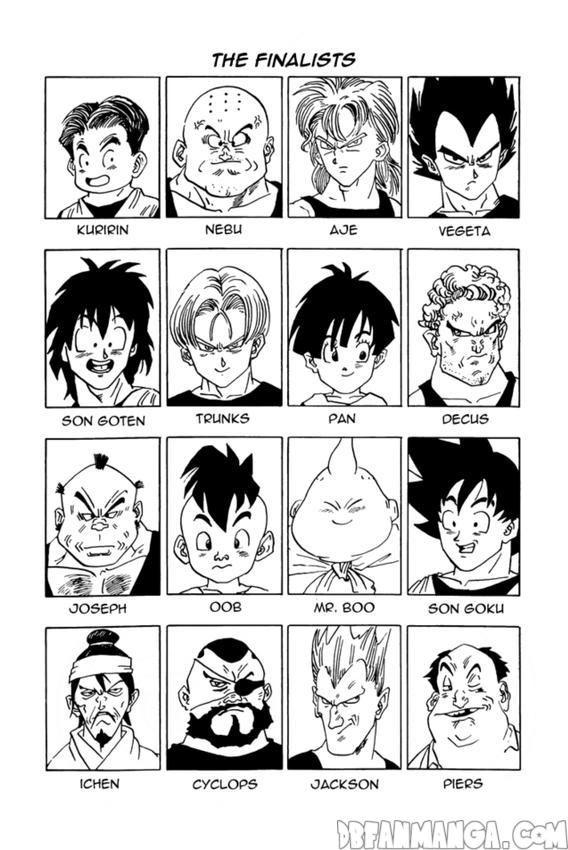 THE FINALISTS
KURIRIN NEBU AJE VEGETA
SON GOTEN TRUNKS PAN DECUS
JOSEPH OOB MR. BOO SON GOKU
ICHEN CYCLOPS JACKSON PIERS
DBFANMANGA.COM